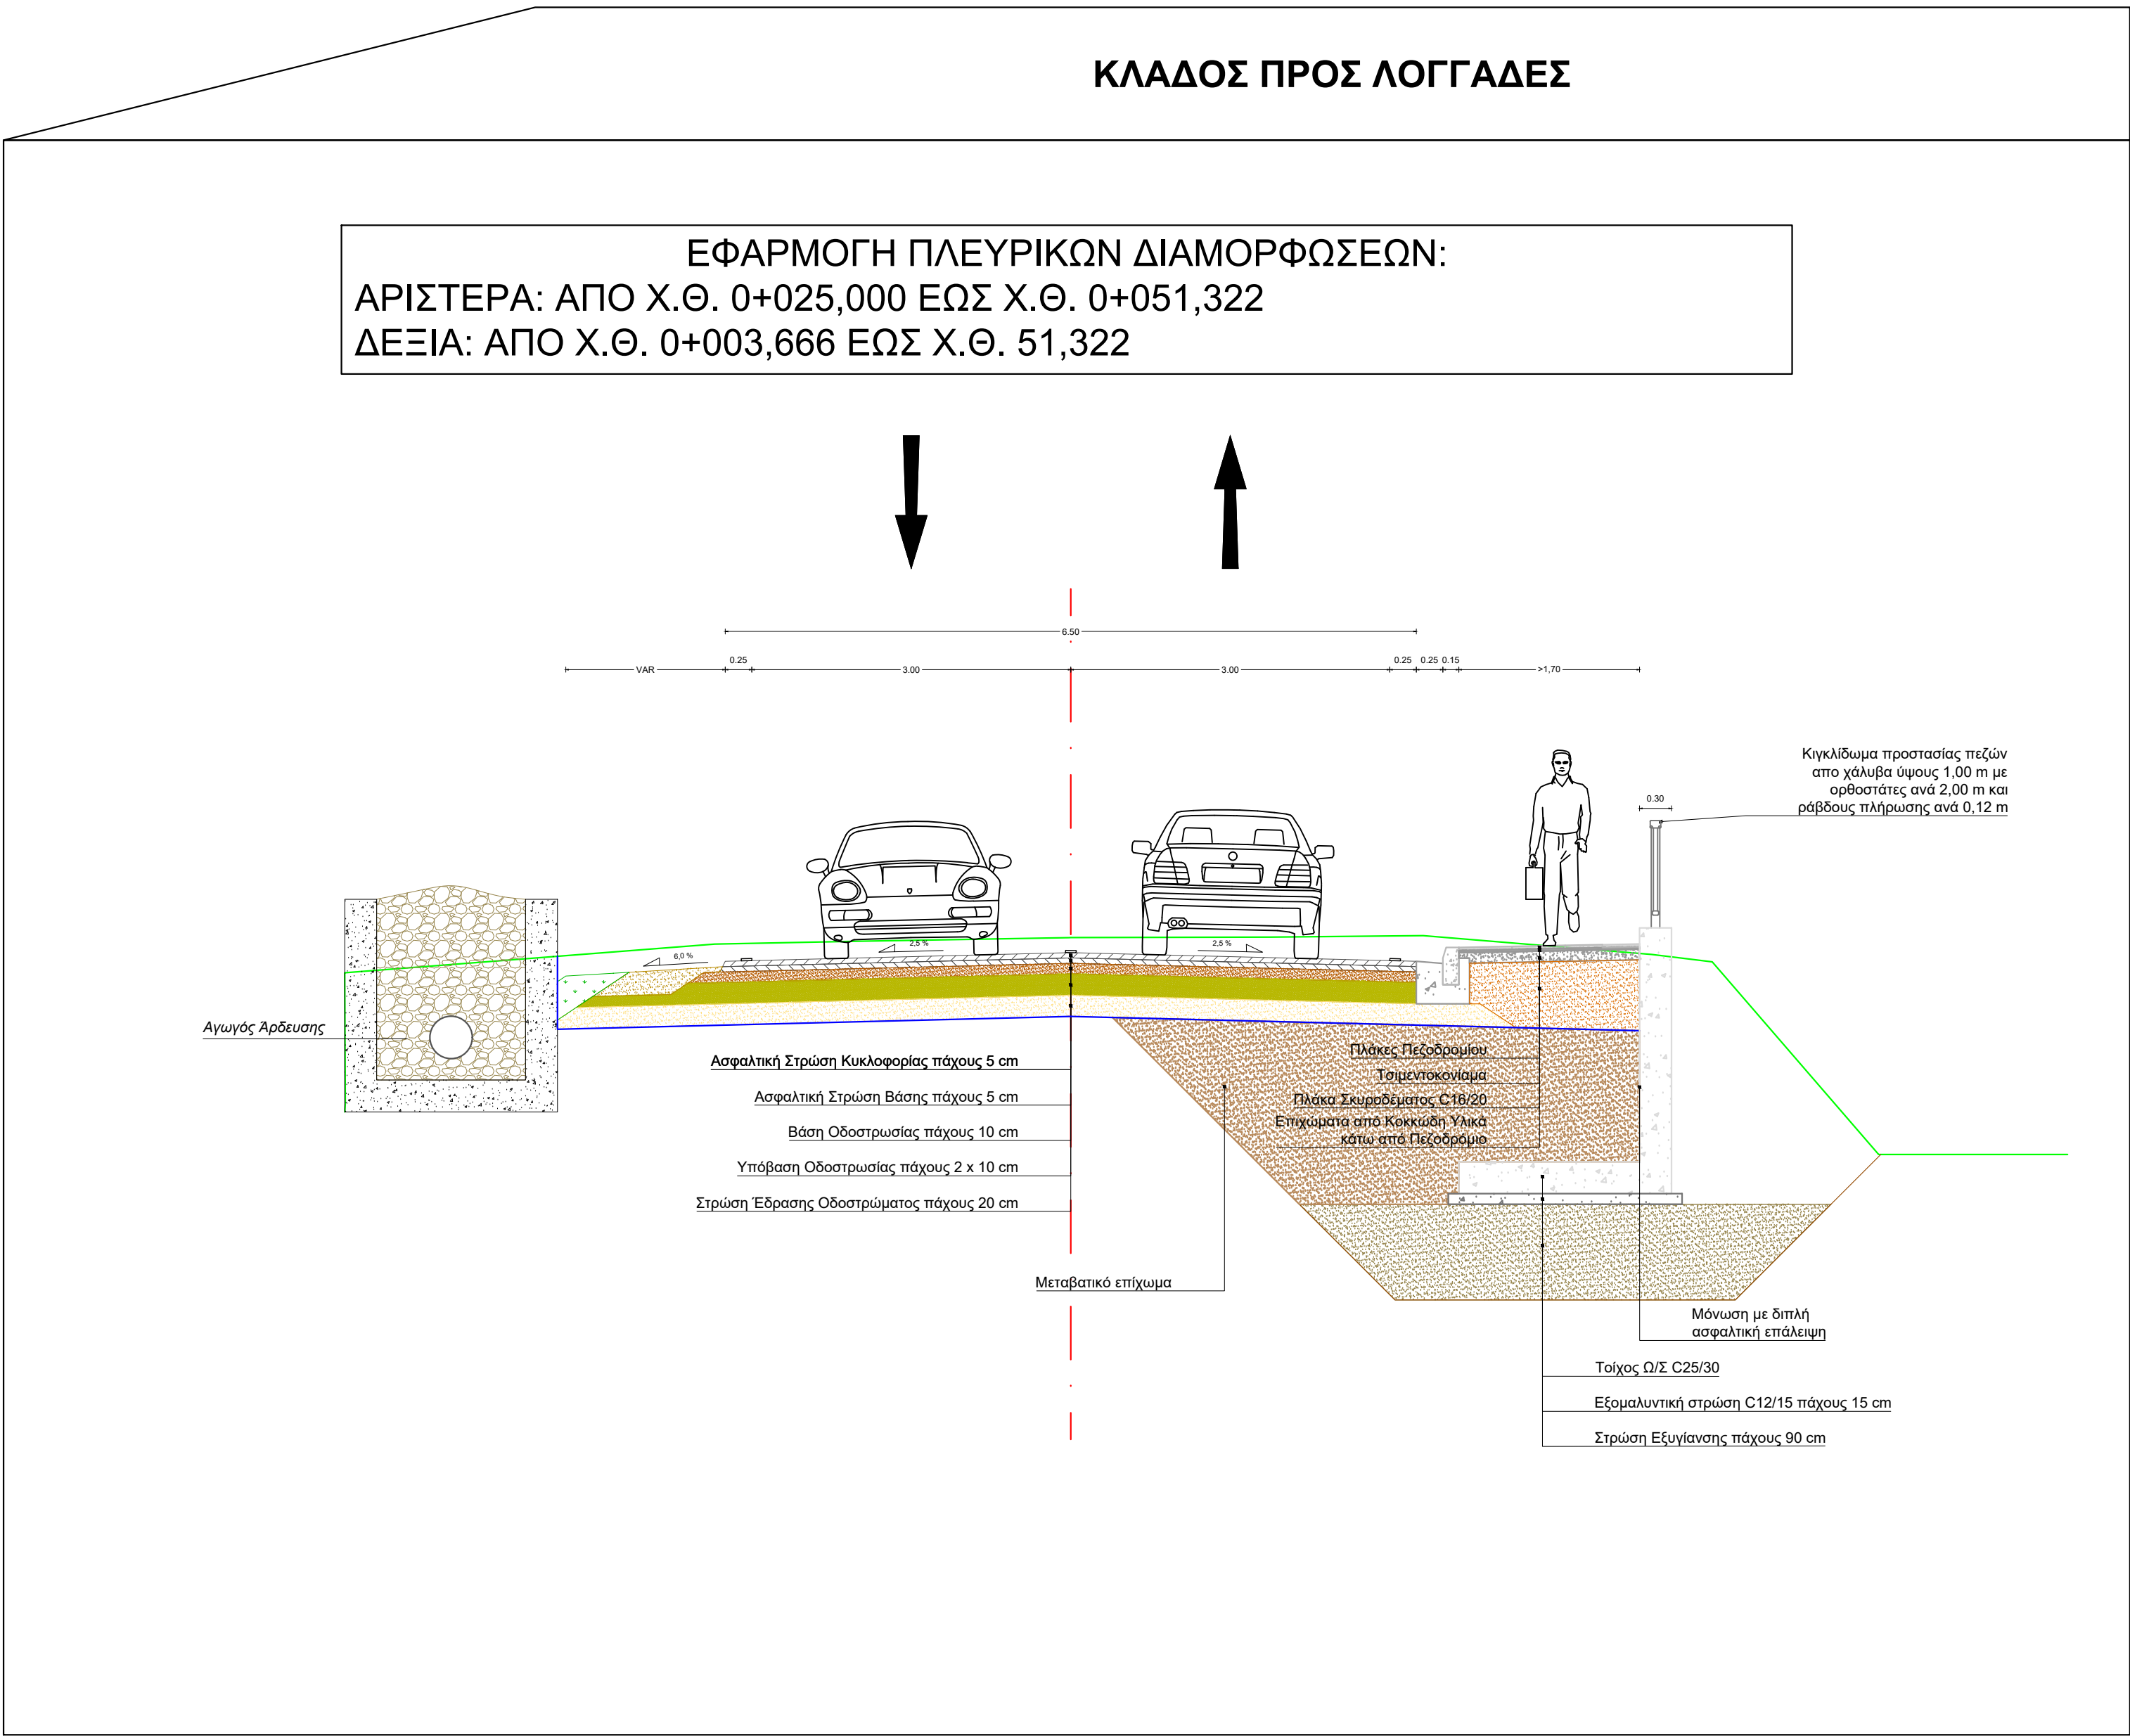 ΚΛΑΔΟΣ ΠΡΟΣ ΛΟΓΓΑΔΕΣ
ΕΦΑΡΜΟΓΗ ΠΛΕΥΡΙΚΩΝ ΔΙΑΜΟΡΦΩΣΕΩΝ:
ΑΡΙΣΤΕΡΑ: ΑΠΟ Χ.Θ. 0+025,000 ΕΩΣ Χ.Θ. 0+051,322
ΔΕΞΙΑ: ΑΠΟ Χ.Θ. 0+003,666 ΕΩΣ Χ.Θ. 51,322
6.50
VAR
0.25
3.00
3.00
0.25
0.25
0.15
>1,70
Κιγκλίδωμα προστασίας πεζών
απο χάλυβα ύψους 1,00 m με
ορθοστάτες ανά 2,00 m και
ράβδους πλήρωσης ανά 0,12 m
0.30
6,0 %
2,5 %
2,5 %
Αγωγός Άρδευσης
Ασφαλτική Στρώση Κυκλοφορίας πάχους 5 cm
Ασφαλτική Στρώση Βάσης πάχους 5 cm
Βάση Οδοστρωσίας πάχους 10 cm
Υπόβαση Οδοστρωσίας πάχους 2 x 10 cm
Στρώση Έδρασης Οδοστρώματος πάχους 20 cm
Πλάκες Πεζοδρομίου
Τσιμεντοκονίαμα
Πλάκα Σκυροδέματος C16/20
Επιχώματα από Κοκκώδη Υλικά
κάτω από Πεζοδρόμιο
Μεταβατικό επίχωμα
Μόνωση με διπλή
ασφαλτική επάλειψη
Τοίχος Ω/Σ C25/30
Εξομαλυντική στρώση C12/15 πάχους 15 cm
Στρώση Εξυγίανσης πάχους 90 cm